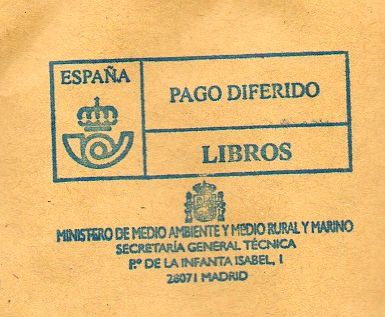 ESPAÑA
PAGO DIFERIDO
LIBROS
MINISTERIO DE MEDIO AMBIENTE Y MEDIO RURAL Y MARINO
SECRETARÍA GENERAL TÉCNICA
P.º DE LA INFANTA ISABEL, 1
28071 MADRID